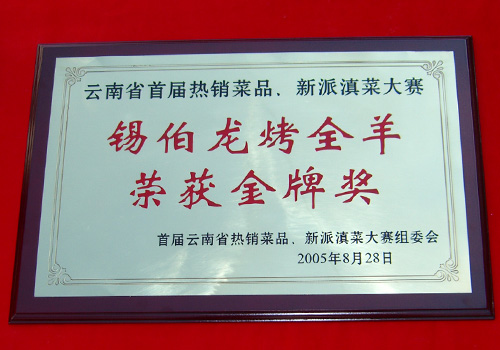 云南省首届热销菜品、新派滇菜大赛
锡伯龙烤全羊
荣获金牌奖
首届云南省热销菜品、新派滇菜大赛组委会
2005年8月28日